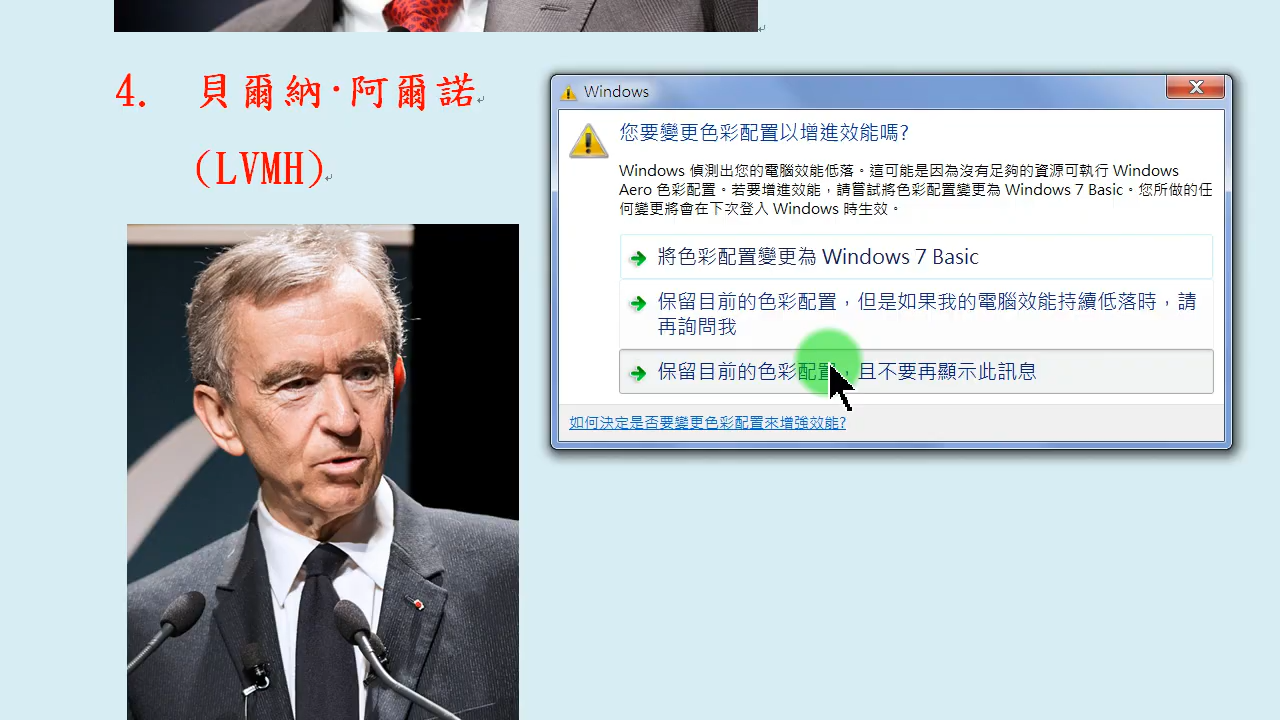 4. 貝爾納·阿爾諾
(LVMH)
Windows
您要變更色彩配置以增進效能嗎?
Windows 偵測出您的電腦效能低落。這可能是因為沒有足夠的資源可執行 Windows
Aero 色彩配置。若要增進效能，請嘗試將色彩配置變更為 Windows 7 Basic。您所做的任
何變更將會在下次登入 Windows 時生效。
將色彩配置變更為 Windows 7 Basic
保留目前的色彩配置，但是如果我的電腦效能持續低落時，請
再詢問我
保留目前的色彩配置，且不要再顯示此訊息
如何決定是否要變更色彩配置來增強效能?